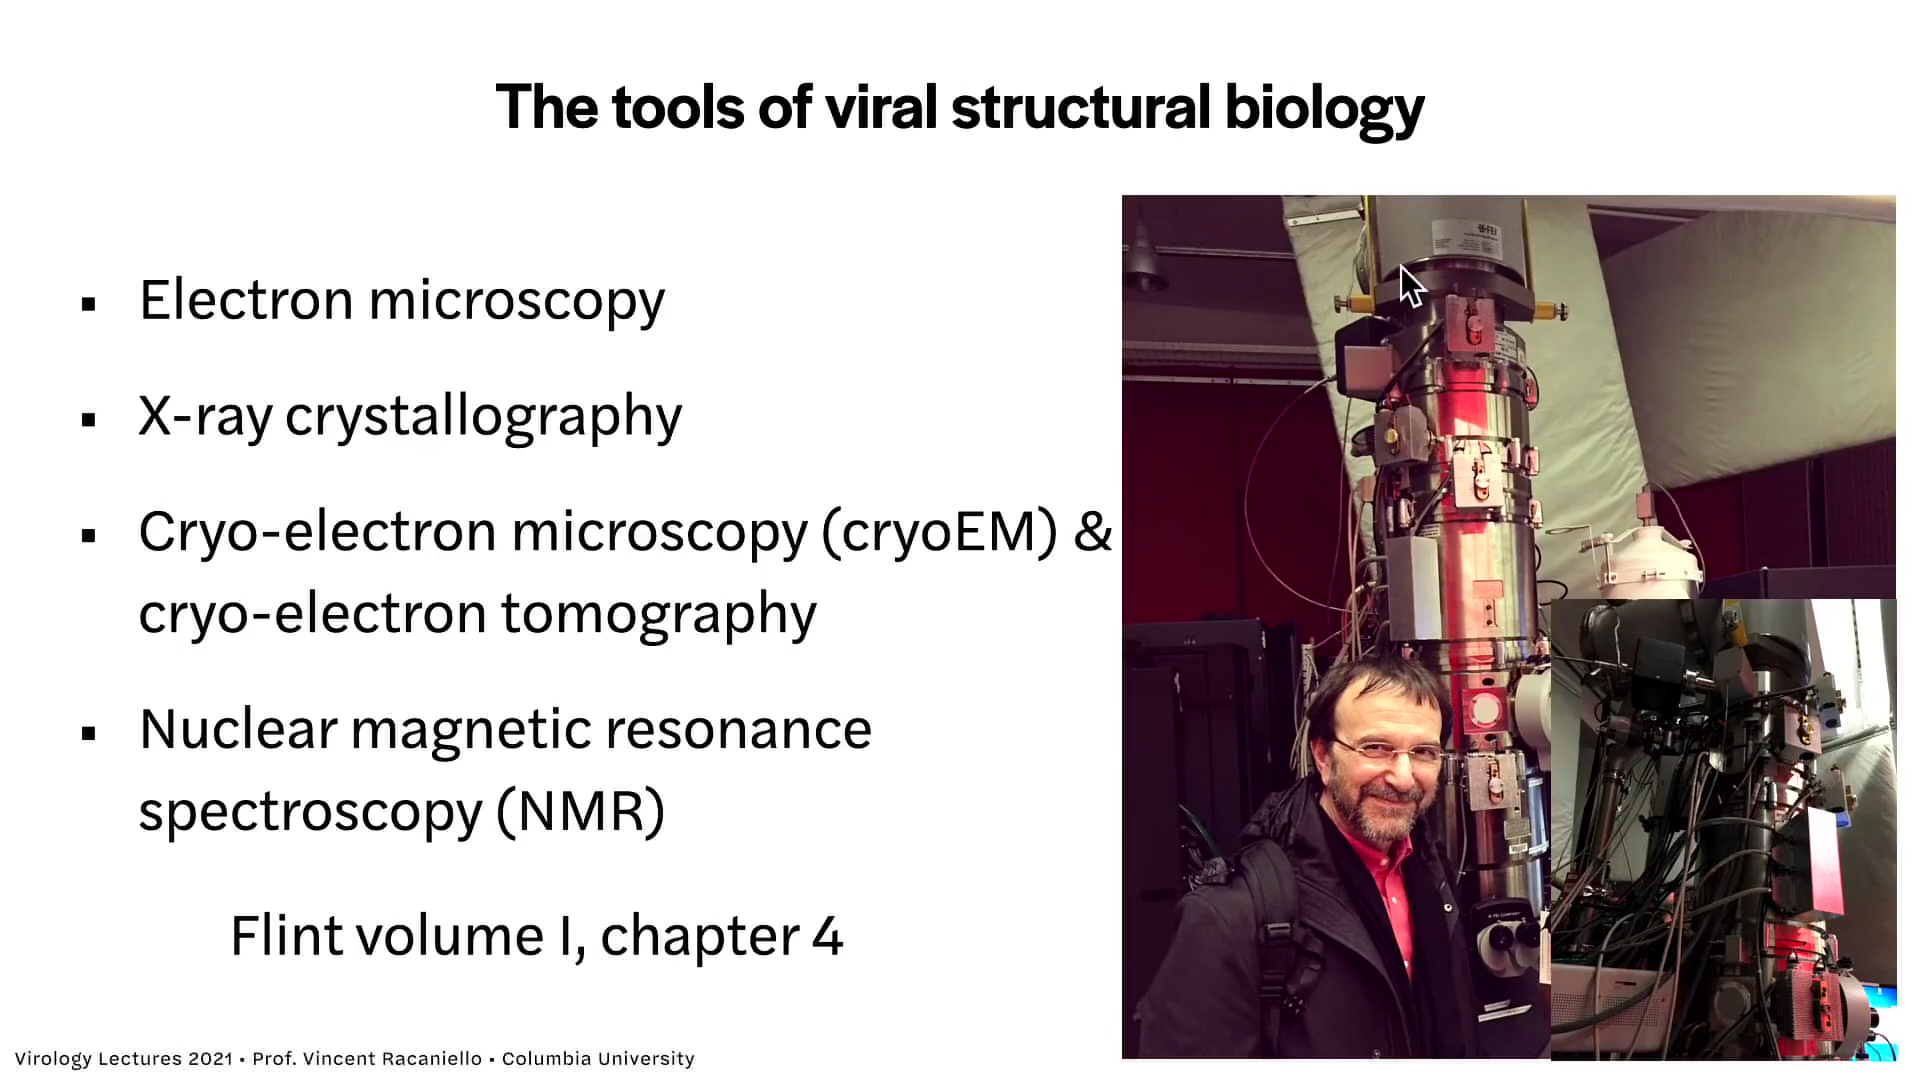 The tools of viral structural biology
▪ Electron microscopy
▪ X-ray crystallography
▪ Cryo-electron microscopy (cryoEM) &
cryo-electron tomography
▪ Nuclear magnetic resonance
spectroscopy (NMR)
Flint volume I, chapter 4
FEI
Virology Lectures 2021 • Prof. Vincent Racaniello • Columbia University